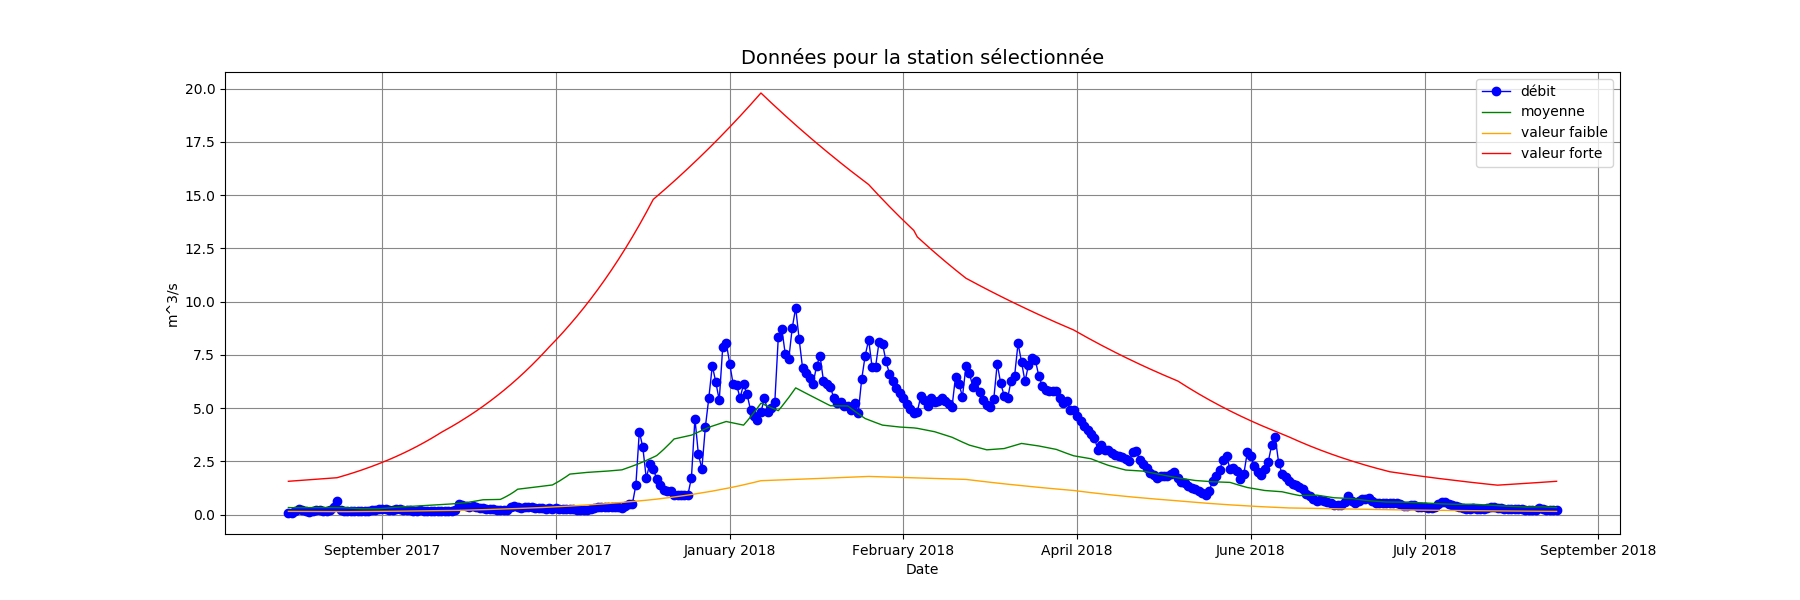 Données pour la station sélectionnée
20.0
17.5
15.0
12.5
10.0
7.5
5.0
2.5
0.0
m^3/s
débit
moyenne
valeur faible
valeur forte
September 2017 November 2017 January 2018 February 2018 April 2018 June 2018 July 2018 September 2018
Date